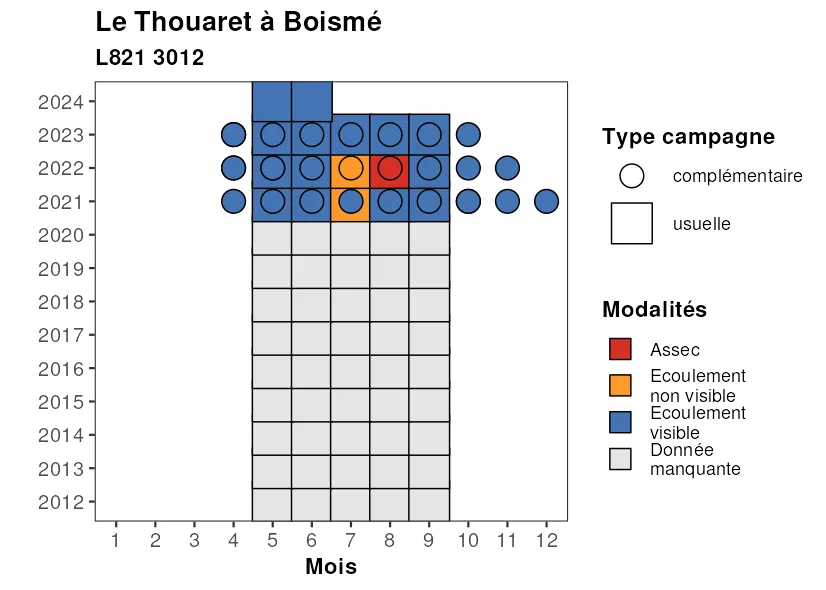 Le Thouaret à Boismé
L821 3012
2024
2023
2022
2021
2020
2019
2018
2017
2016
2015
2014
2013
2012
1 2 3 4 5 6 7 8 9 10 11 12
Mois
Type campagne
complémentaire
usuelle
Modalités
Assec
Ecoulement
non visible
Ecoulement
visible
Donnée
manquante